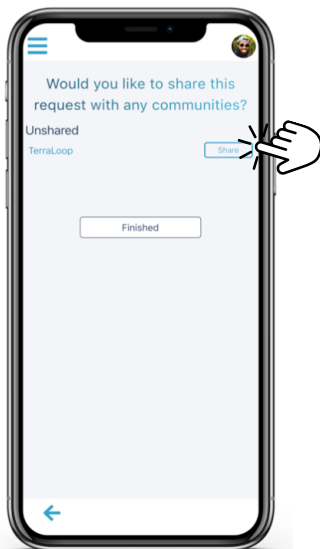 Would you like to share this
request with any communities?
Unshared
TerraLoop
Share
Finished